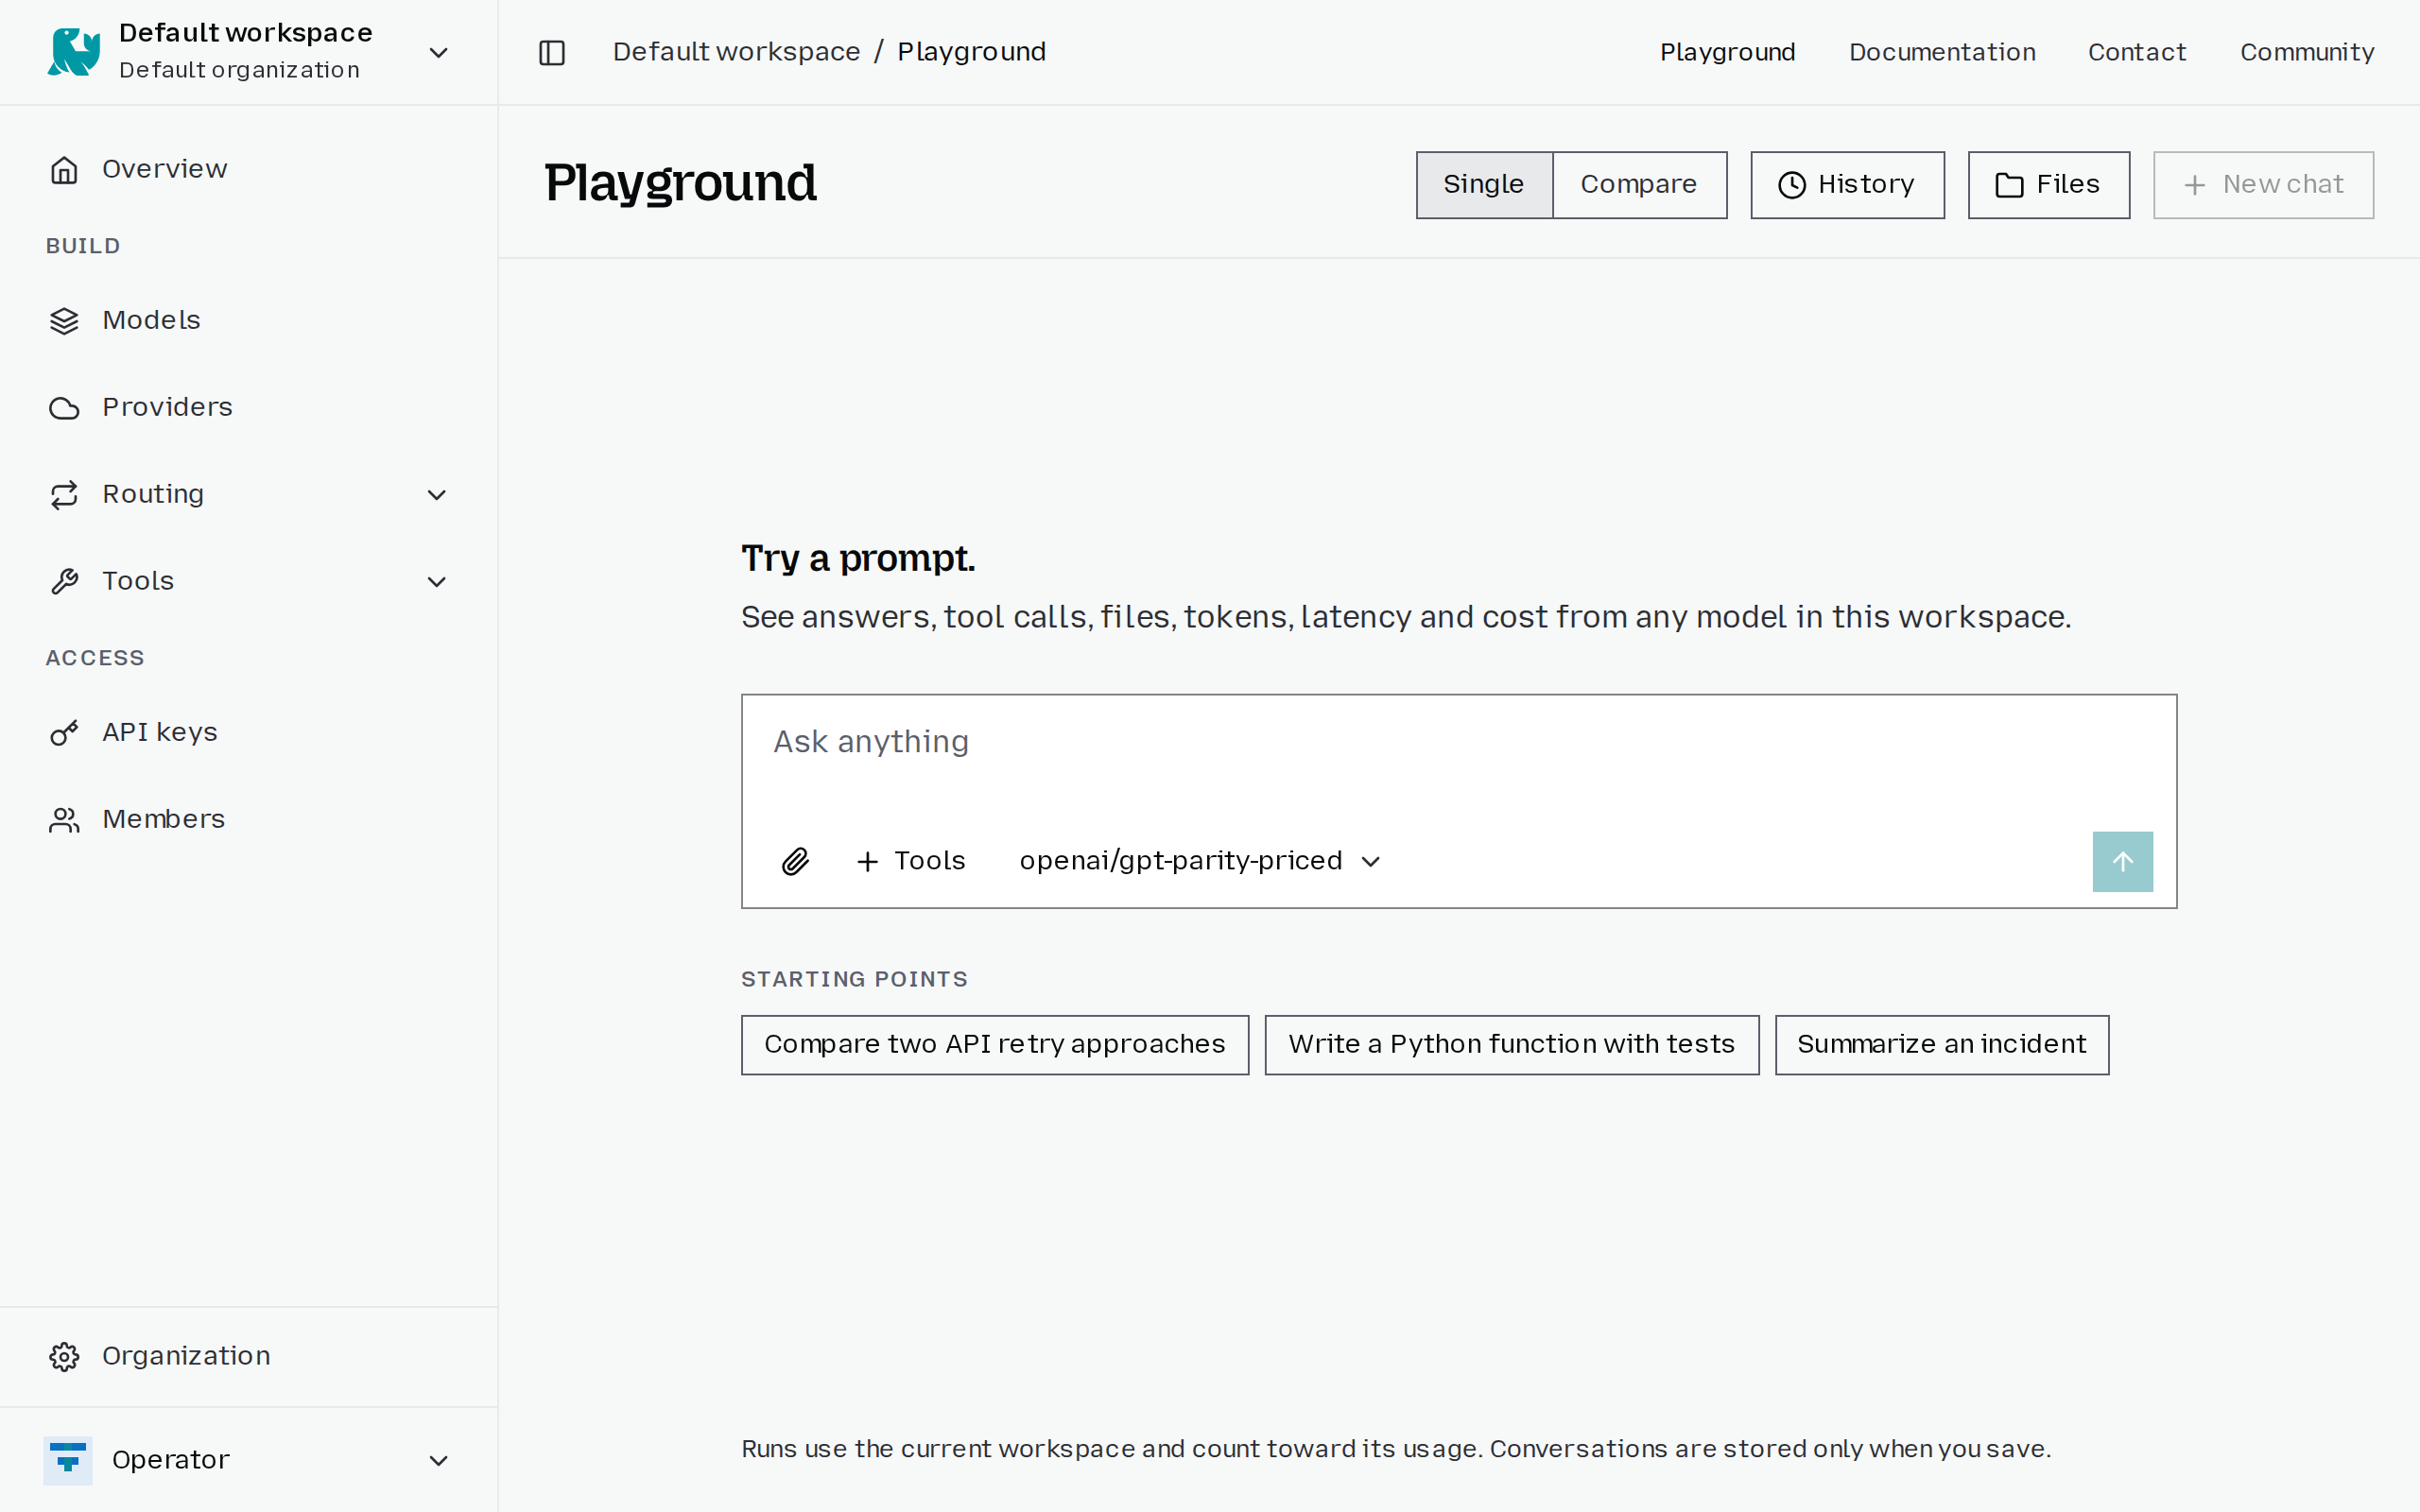 Default workspace
Default organization
Default workspace / Playground
Playground
Documentation
Contact
Community
Overview
BUILD
Models
Providers
Routing
Tools
ACCESS
API keys
Members
Organization
Operator
Playground
Single
Compare
History
Files
New chat
Try a prompt.
See answers, tool calls, files, tokens, latency and cost from any model in this workspace.
Ask anything
Tools
openai/gpt-parity-priced
STARTING POINTS
Compare two API retry approaches
Write a Python function with tests
Summarize an incident
Runs use the current workspace and count toward its usage. Conversations are stored only when you save.